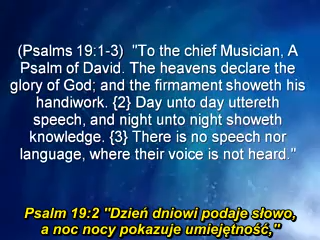 (Psalms 19:1-3)  "To the chief Musician, A
Psalm of David. The heavens declare the
glory of God; and the firmament showeth his
handiwork. {2} Day unto day uttereth
speech, and night unto night showeth
knowledge. {3} There is no speech nor
language, where their voice is not heard."
Psalm 19:2 "Dzień dniowi podaje słowo,
a noc nocy pokazuje umiejętność,"